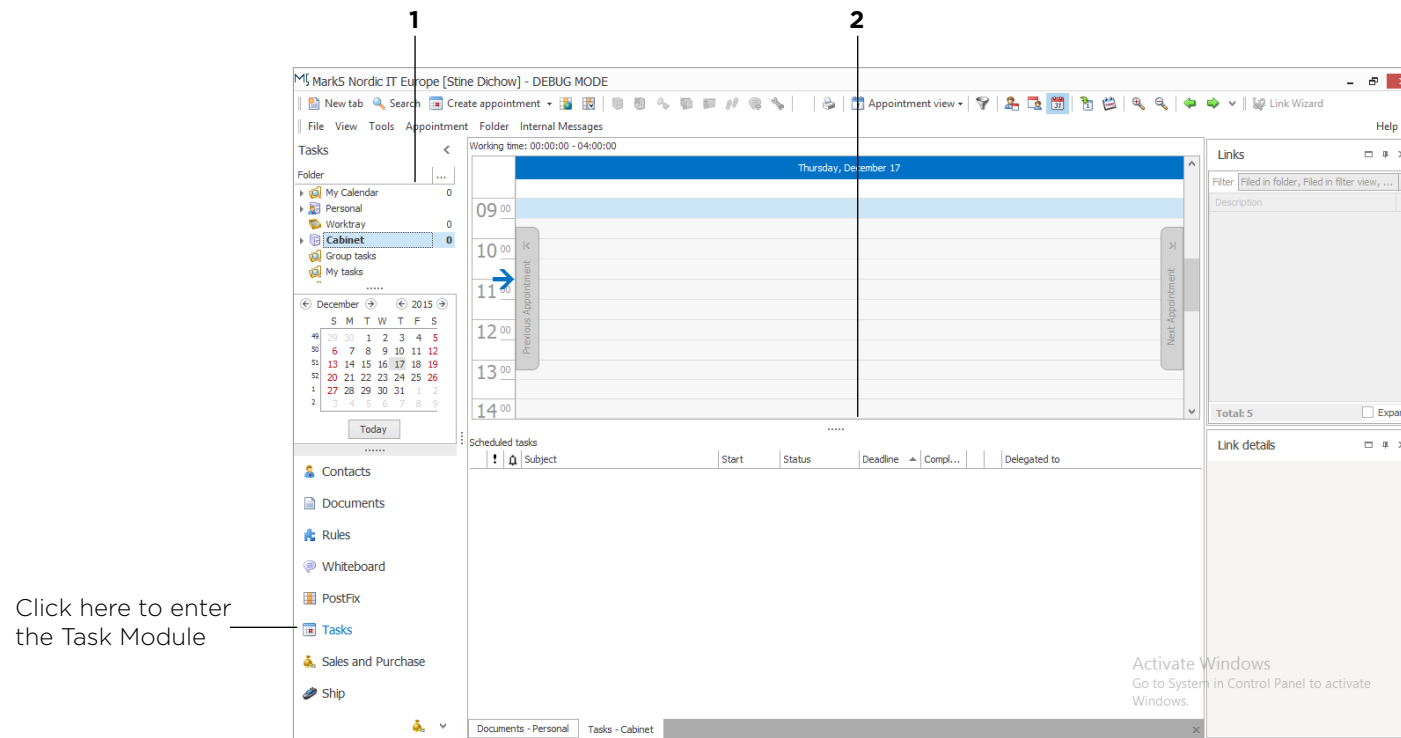 1
2
Mark5 Nordic IT Europe [Stine Dichow] - DEBUG MODE
New tab Search Create appointment Appointment view Link Wizard
File View Tools Appointment Folder Internal Messages Help
Tasks
Folder ...
My Calendar 0
Personal
Worktray 0
Cabinet 0
Group tasks
My tasks
December 2015
S M T W T F S
49 29 30 1 2 3 4 5
50 6 7 8 9 10 11 12
51 13 14 15 16 17 18 19
52 20 21 22 23 24 25 26
1 27 28 29 30 31 1 2
2 3 4 5 6 7 8 9
Today
Contacts
Documents
Rules
Whiteboard
PostFix
Tasks
Sales and Purchase
Ship
Click here to enter
the Task Module
Working time: 00:00:00 - 04:00:00
Thursday, December 17
09 00
10 00
11 00
12 00
13 00
14 00
Previous Appointment
Next Appointment
Scheduled tasks
! Subject Start Status Deadline Compl... Delegated to
Documents - Personal Tasks - Cabinet
Links
Filter Filed in folder, Filed in filter view, ...
Description
Total: 5
Link details
Activate Windows
Go to System in Control Panel to activate
Windows.